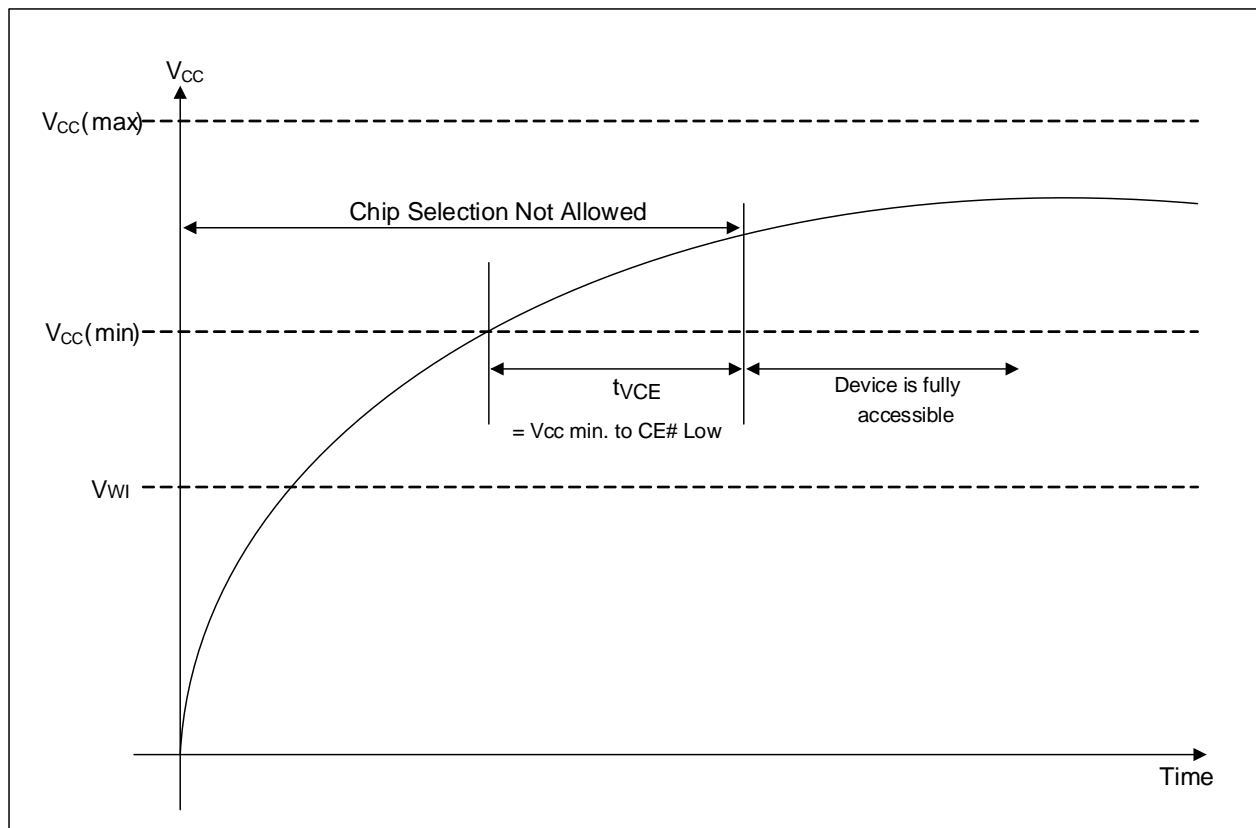 VCC
VCC(max)
Chip Selection Not Allowed
VCC(min)
tVCE
= Vcc min. to CE# Low
Device is fully
accessible
VWI
Time